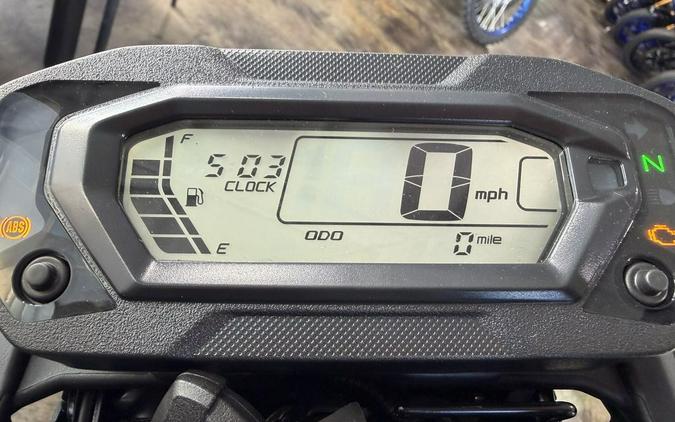 F
5:03
CLOCK
0
mph
N
ABS
E
ODO
0 mile